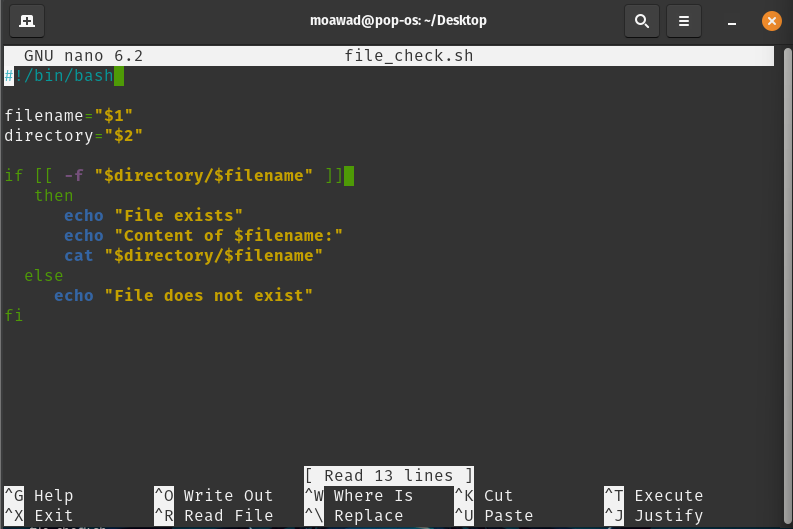 moawad@pop-os: ~/Desktop
GNU nano 6.2 file_check.sh
#!/bin/bash
filename="$1"
directory="$2"
if [[ -f "$directory/$filename" ]]
then
echo "File exists"
echo "Content of $filename:"
cat "$directory/$filename"
else
echo "File does not exist"
fi
[ Read 13 lines ]
^G Help ^O Write Out ^W Where Is ^K Cut ^T Execute
^X Exit ^R Read File ^\ Replace ^U Paste ^J Justify